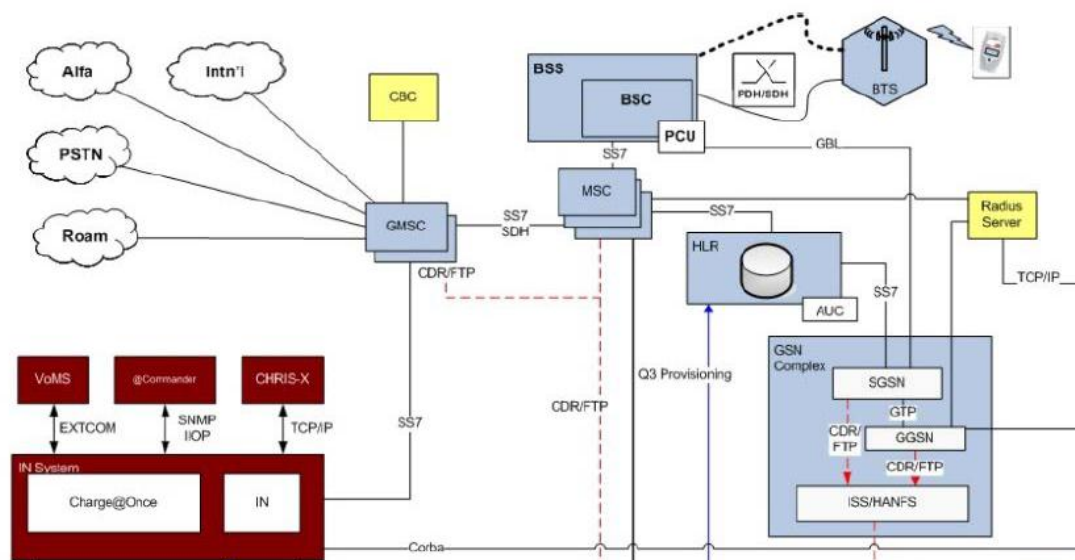 Alfa
Intn'l
CBC
BSS
BSC
PCU
PDH/SDH
BTS
PSTN
SS7
GBL
MSC
Roam
GMSC
SS7
SDH
SS7
Radius
Server
HLR
CDR/FTP
SS7
TCP/IP
AUC
GSN
Complex
VoMS
@Commander
CHRIS-X
Q3 Provisioning
SGSN
EXTCOM
SNMP
IIOP
TCP/IP
SS7
CDR/FTP
GTP
CDR/
FTP
GGSN
IN System
CDR/FTP
Charge@Once
IN
ISS/HANFS
Corba